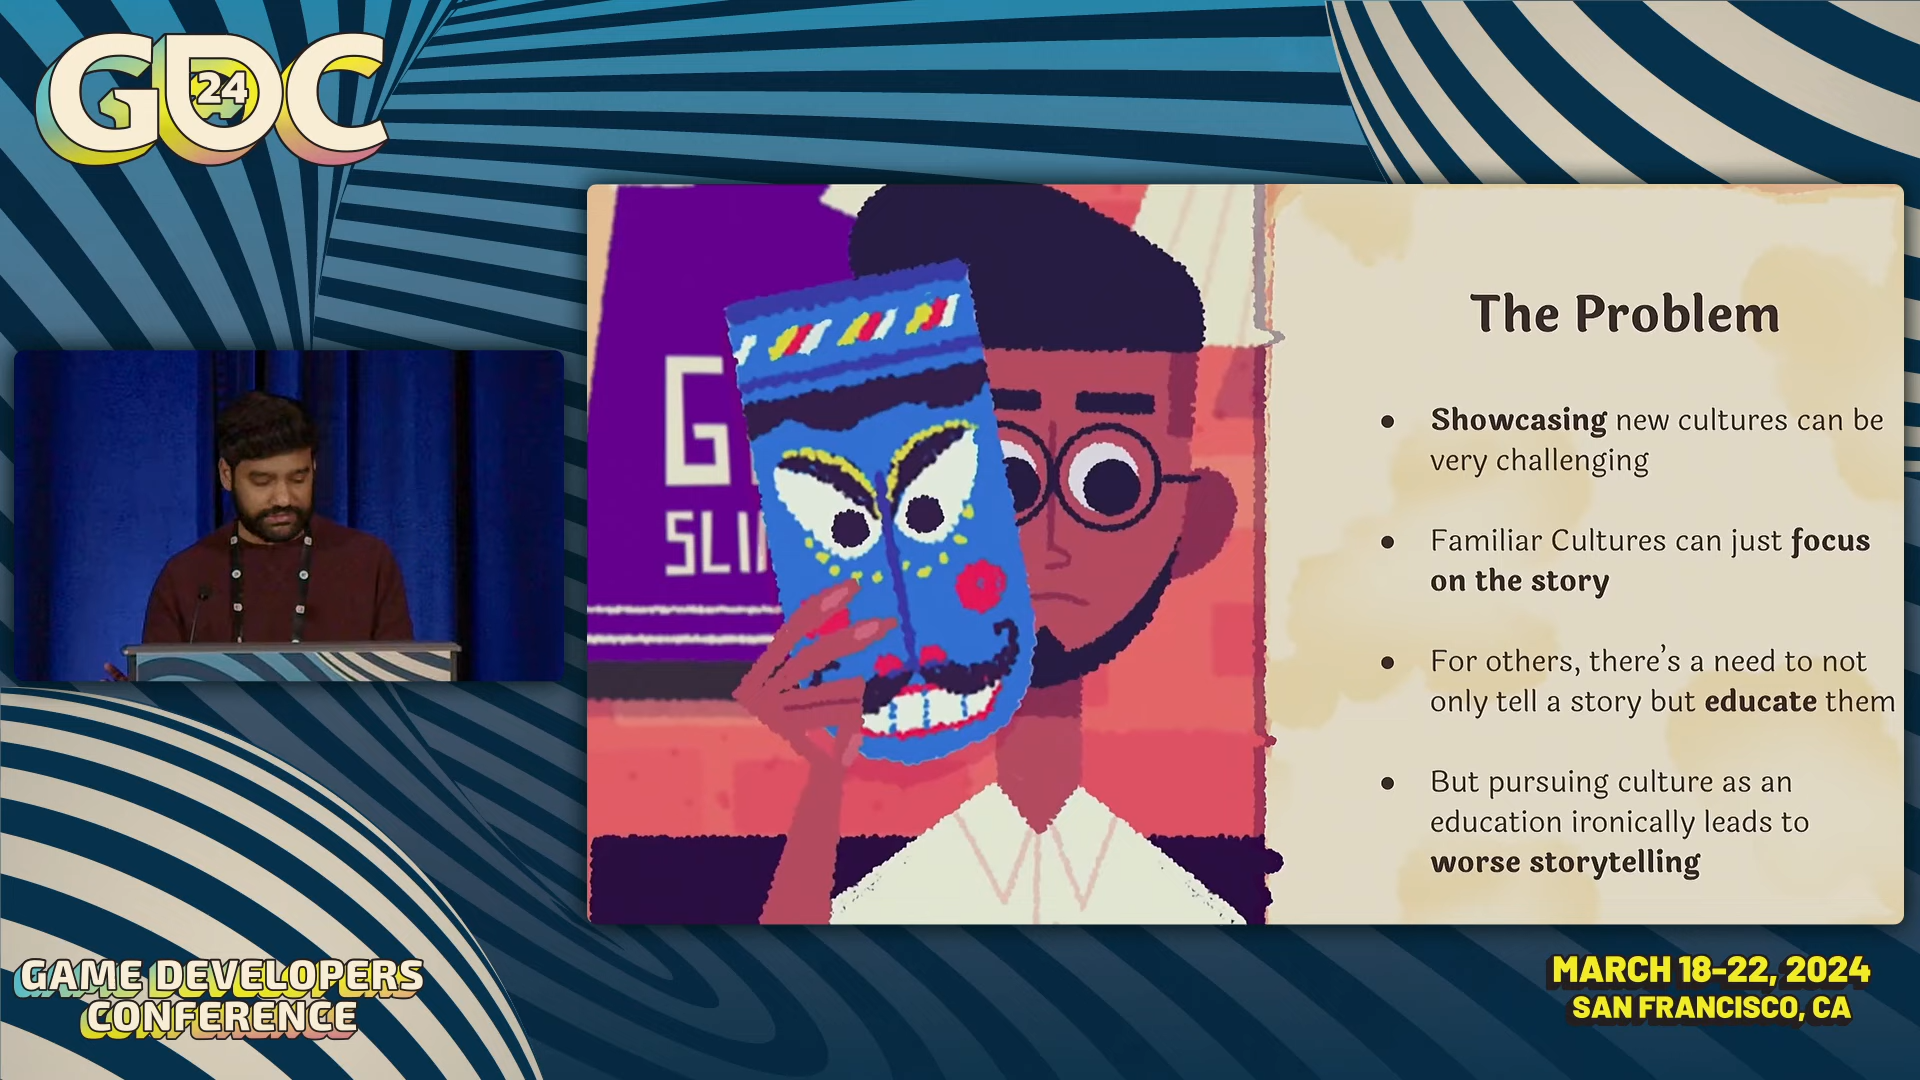 GDC
24
G
SLI
The Problem
● Showcasing new cultures can be
very challenging
● Familiar Cultures can just focus
on the story
● For others, there's a need to not
only tell a story but educate them
● But pursuing culture as an
education ironically leads to
worse storytelling
GAME DEVELOPERS
CONFERENCE
MARCH 18-22, 2024
SAN FRANCISCO, CA